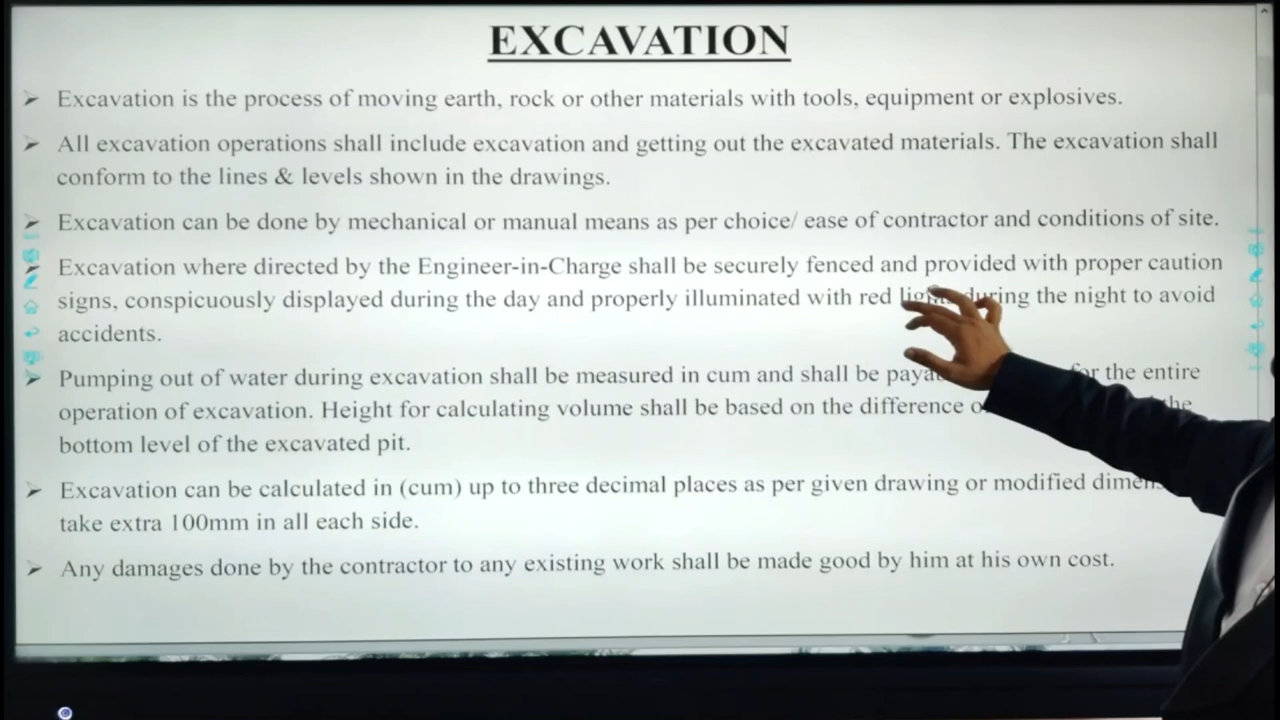 EXCAVATION
➤ Excavation is the process of moving earth, rock or other materials with tools, equipment or explosives.
➤ All excavation operations shall include excavation and getting out the excavated materials. The excavation shall
conform to the lines & levels shown in the drawings.
➤ Excavation can be done by mechanical or manual means as per choice/ ease of contractor and conditions of site.
➤ Excavation where directed by the Engineer-in-Charge shall be securely fenced and provided with proper caution
signs, conspicuously displayed during the day and properly illuminated with red lights during the night to avoid
accidents.
➤ Pumping out of water during excavation shall be measured in cum and shall be for the entire
operation of excavation. Height for calculating volume shall be based on the difference the
bottom level of the excavated pit.
➤ Excavation can be calculated in (cum) up to three decimal places as per given drawing or modified
take extra 100mm in all each side.
➤ Any damages done by the contractor to any existing work shall be made good by him at his own cost.